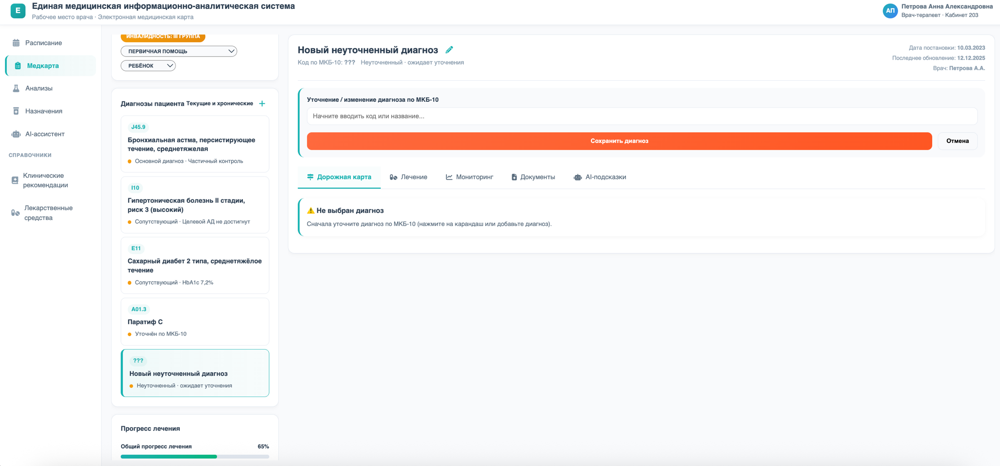 Е
Единая медицинская информационно-аналитическая система
Рабочее место врача · Электронная медицинская карта
АП
Петрова Анна Александровна
Врач-терапевт · Кабинет 203
Расписание
Медкарта
Анализы
Назначения
AI-ассистент
СПРАВОЧНИКИ
Клинические
рекомендации
Лекарственные
средства
ИНВАЛИДНОСТЬ: III ГРУППА
ПЕРВИЧНАЯ ПОМОЩЬ
РЕБЁНОК
Диагнозы пациента Текущие и хронические +
J45.9
Бронхиальная астма, персистирующее
течение, среднетяжелая
Основной диагноз · Частичный контроль
I10
Гипертоническая болезнь II стадии,
риск 3 (высокий)
Сопутствующий · Целевой АД не достигнут
E11
Сахарный диабет 2 типа, среднетяжёлое
течение
Сопутствующий · HbA1c 7,2%
A01.3
Паратиф C
Уточнён по МКБ-10
???
Новый неуточненный диагноз
Неуточненный · ожидает уточнения
Прогресс лечения
Общий прогресс лечения 65%
Новый неуточненный диагноз
Код по МКБ-10: ??? Неуточненный · ожидает уточнения
Дата постановки: 10.03.2023
Последнее обновление: 12.12.2025
Врач: Петрова А.А.
Уточнение / изменение диагноза по МКБ-10
Начните вводить код или название...
Сохранить диагноз
Отмена
Дорожная карта
Лечение
Мониторинг
Документы
AI-подсказки
⚠️ Не выбран диагноз
Сначала уточните диагноз по МКБ-10 (нажмите на карандаш или добавьте диагноз).